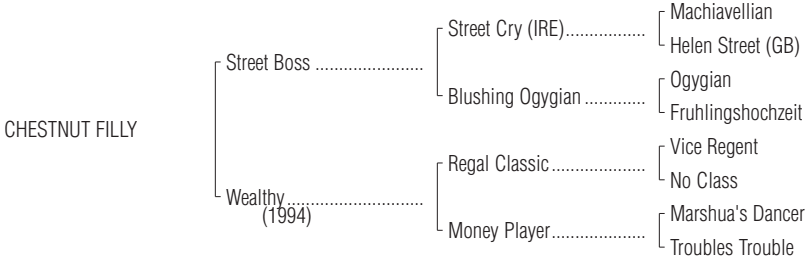 Machiavellian
Street Cry (IRE)..................
Helen Street (GB)
Street Boss ........................
Ogygian
Blushing Ogygian ..............
Fruhlingshochzeit
CHESTNUT FILLY
Vice Regent
Regal Classic.....................
No Class
Wealthy..............................
(1994)
Marshua's Dancer
Money Player.....................
Troubles Trouble